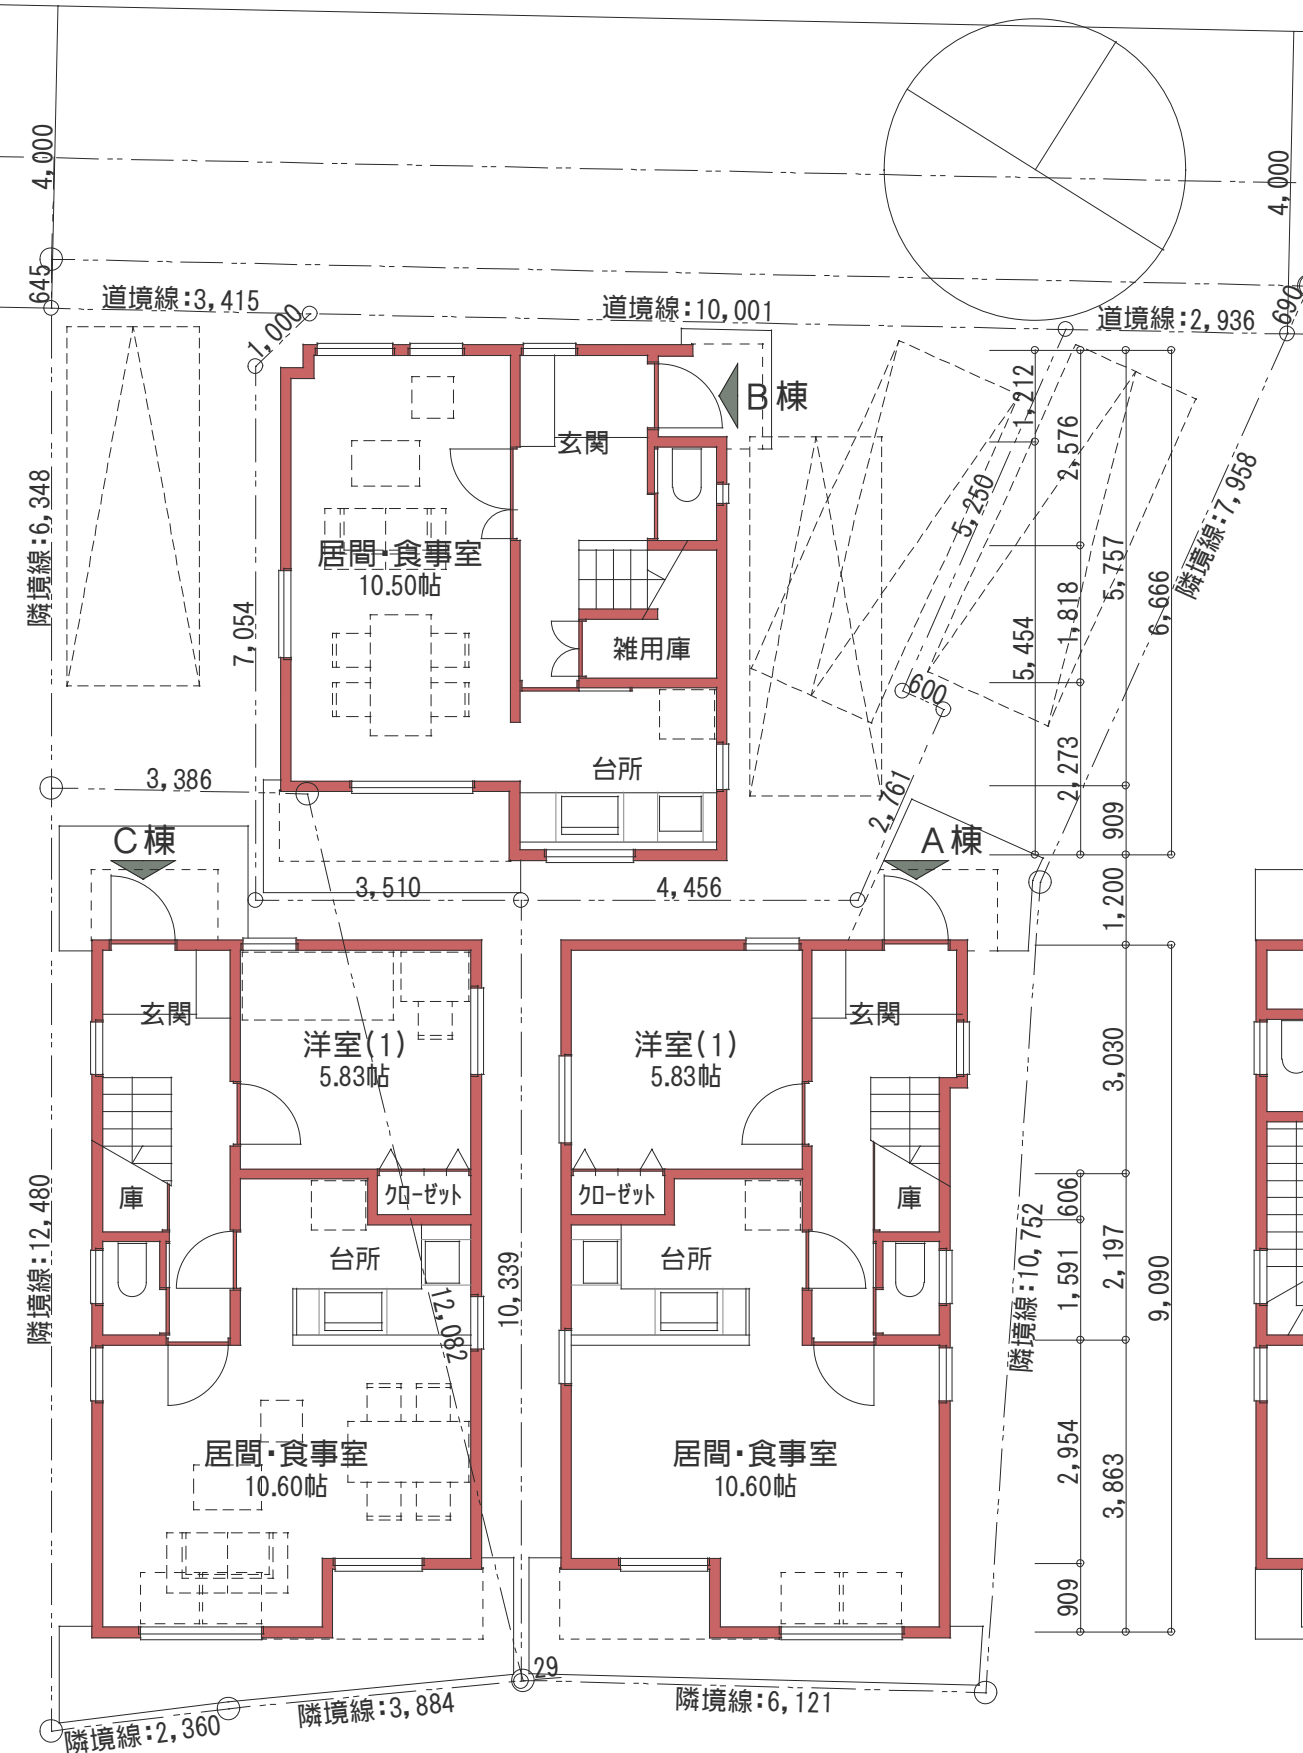 4,000
4,000
645
690
道境線:3,415
道境線:10,001
道境線:2,936
1,000
B棟
玄関
1,212
2,576
5,250
5,757
6,666
隣境線:7,958
隣境線:6,348
居間・食事室
10.50帖
7,054
雑用庫
1,818
5,454
600
台所
3,386
2,273
2,761
909
C棟
A棟
3,510
4,456
1,200
玄関
洋室(1)
5.83帖
洋室(1)
5.83帖
玄関
3,030
庫
クローゼット
クローゼット
庫
606
台所
台所
隣境線:12,480
12,082
10,339
隣境線:10,752
1,591
2,197
9,090
居間・食事室
10.60帖
居間・食事室
10.60帖
2,954
3,863
909
29
隣境線:2,360
隣境線:3,884
隣境線:6,121